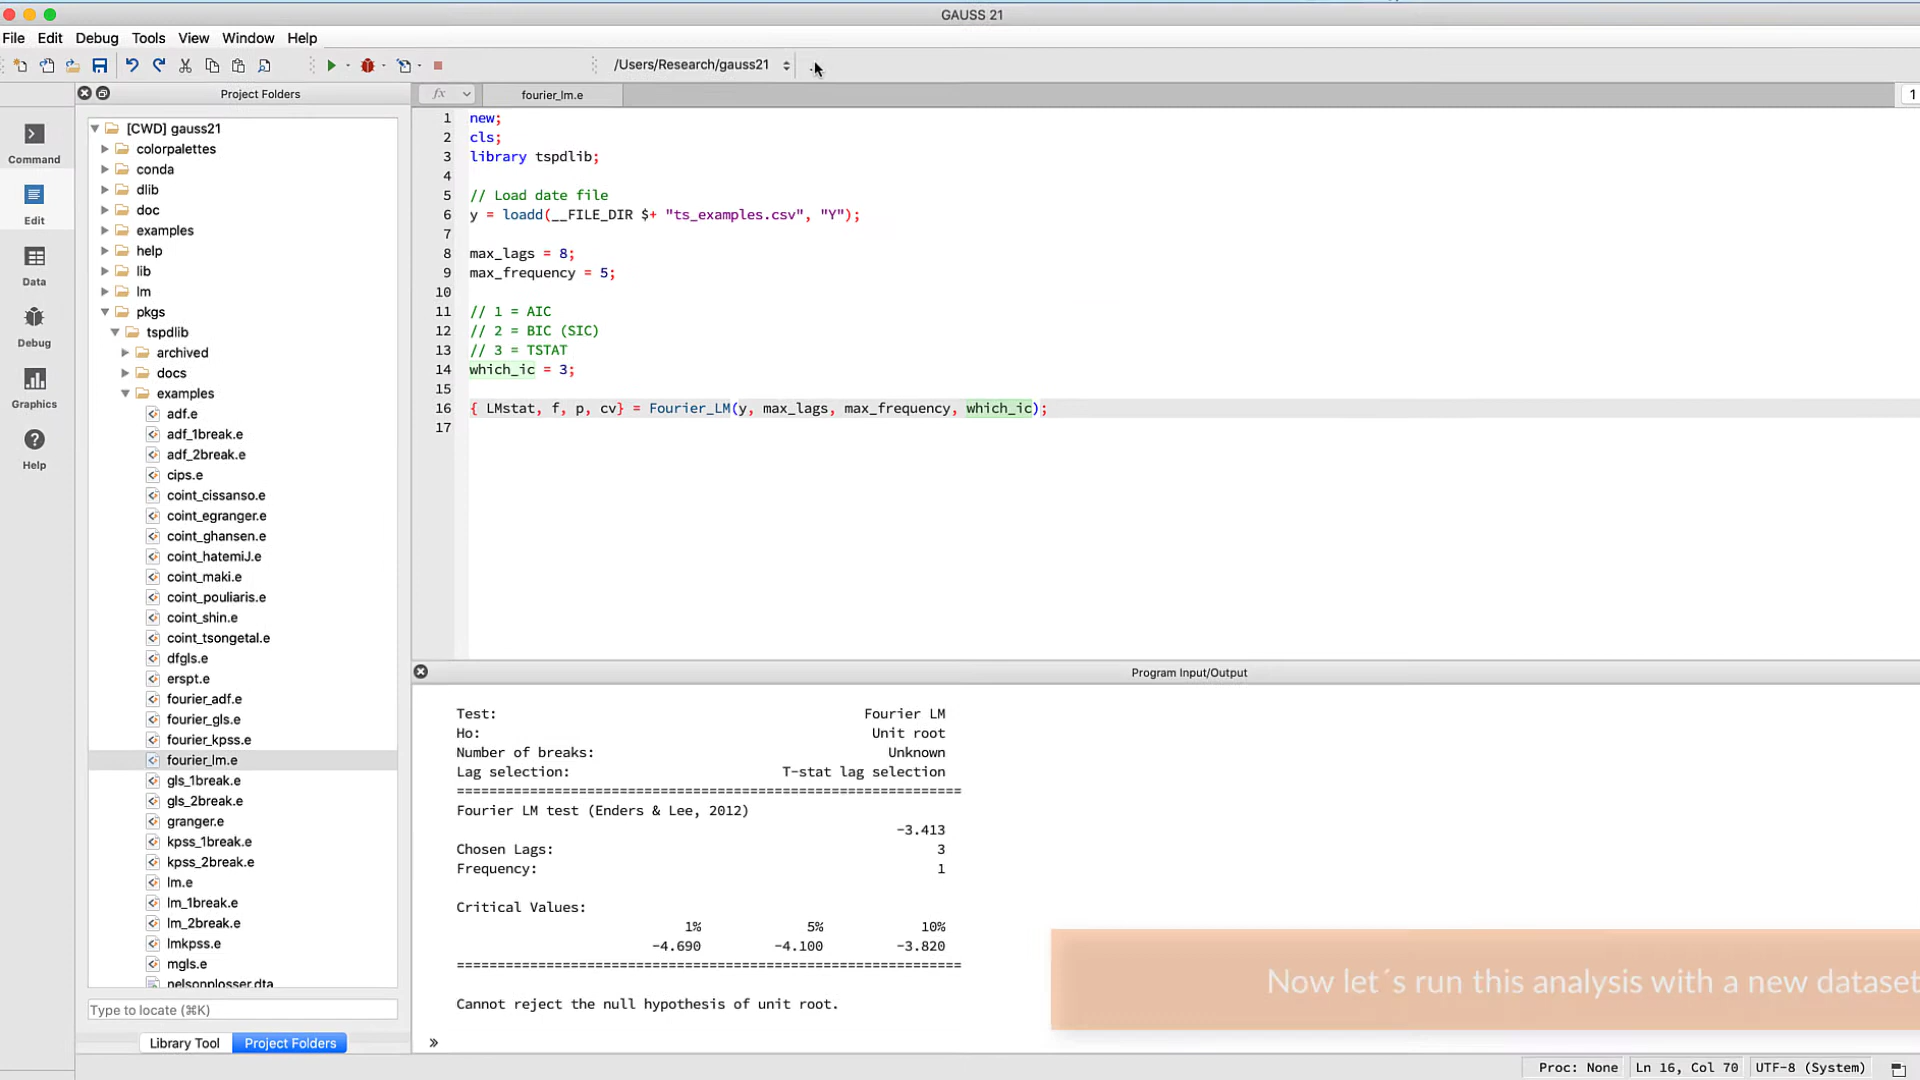 GAUSS 21
File Edit Debug Tools View Window Help
/Users/Research/gauss21
Project Folders
fx
fourier_lm.e
1
Command
Edit
Data
Debug
Graphics
Help
[CWD] gauss21
colorpalettes
conda
dlib
doc
examples
help
lib
lm
pkgs
tspdlib
archived
docs
examples
adf.e
adf_1break.e
adf_2break.e
cips.e
coint_cissanso.e
coint_egranger.e
coint_ghansen.e
coint_hatemiJ.e
coint_maki.e
coint_pouliaris.e
coint_shin.e
coint_tsongetal.e
dfgls.e
erspt.e
fourier_adf.e
fourier_gls.e
fourier_kpss.e
fourier_lm.e
gls_1break.e
gls_2break.e
granger.e
kpss_1break.e
kpss_2break.e
lm.e
lm_1break.e
lm_2break.e
lmkpss.e
mgls.e
nelsonplosser.dta
Type to locate (⌘K)
Library Tool Project Folders
1 new;
2 cls;
3 library tspdlib;
4
5 // Load date file
6 y = loadd(__FILE_DIR $+ "ts_examples.csv", "Y");
7
8 max_lags = 8;
9 max_frequency = 5;
10
11 // 1 = AIC
12 // 2 = BIC (SIC)
13 // 3 = TSTAT
14 which_ic = 3;
15
16 { LMstat, f, p, cv} = Fourier_LM(y, max_lags, max_frequency, which_ic);
17
Program Input/Output
Test: Fourier LM
Ho: Unit root
Number of breaks: Unknown
Lag selection: T-stat lag selection
==============================================================
Fourier LM test (Enders & Lee, 2012)
-3.413
Chosen Lags: 3
Frequency: 1
Critical Values:
1% 5% 10%
-4.690 -4.100 -3.820
==============================================================
Cannot reject the null hypothesis of unit root.
»
Now let´s run this analysis with a new dataset
Proc: None Ln 16, Col 70 UTF-8 (System)